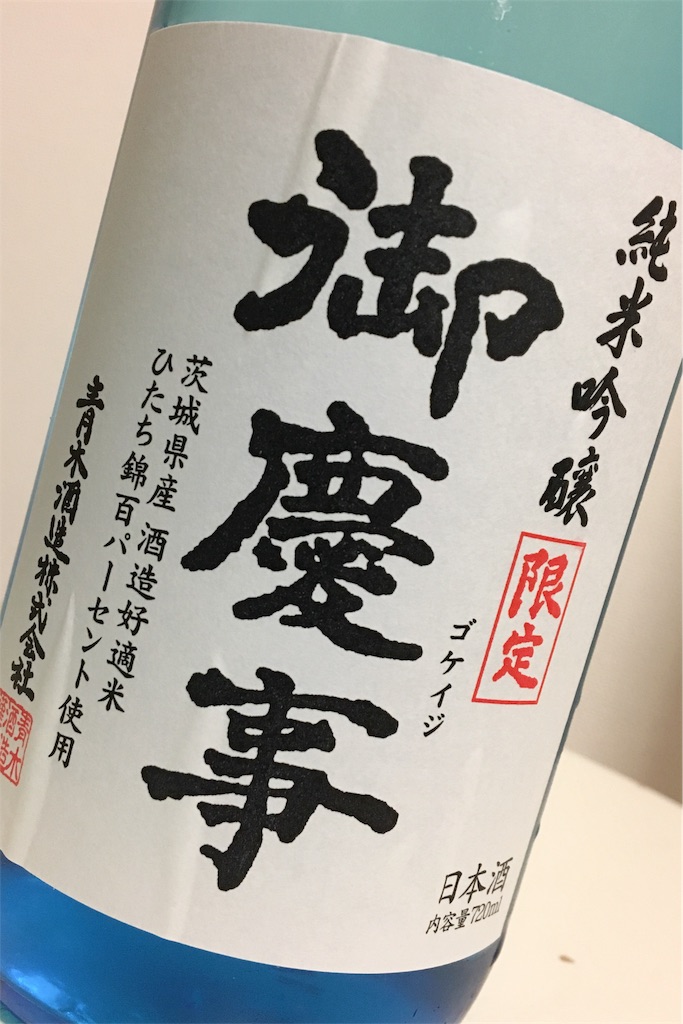 純米吟醸
限定
御慶事
ゴケイジ
茨城県産 酒造好適米
ひたち錦百パーセント使用
青木酒造株式会社
日本酒
内容量720ml